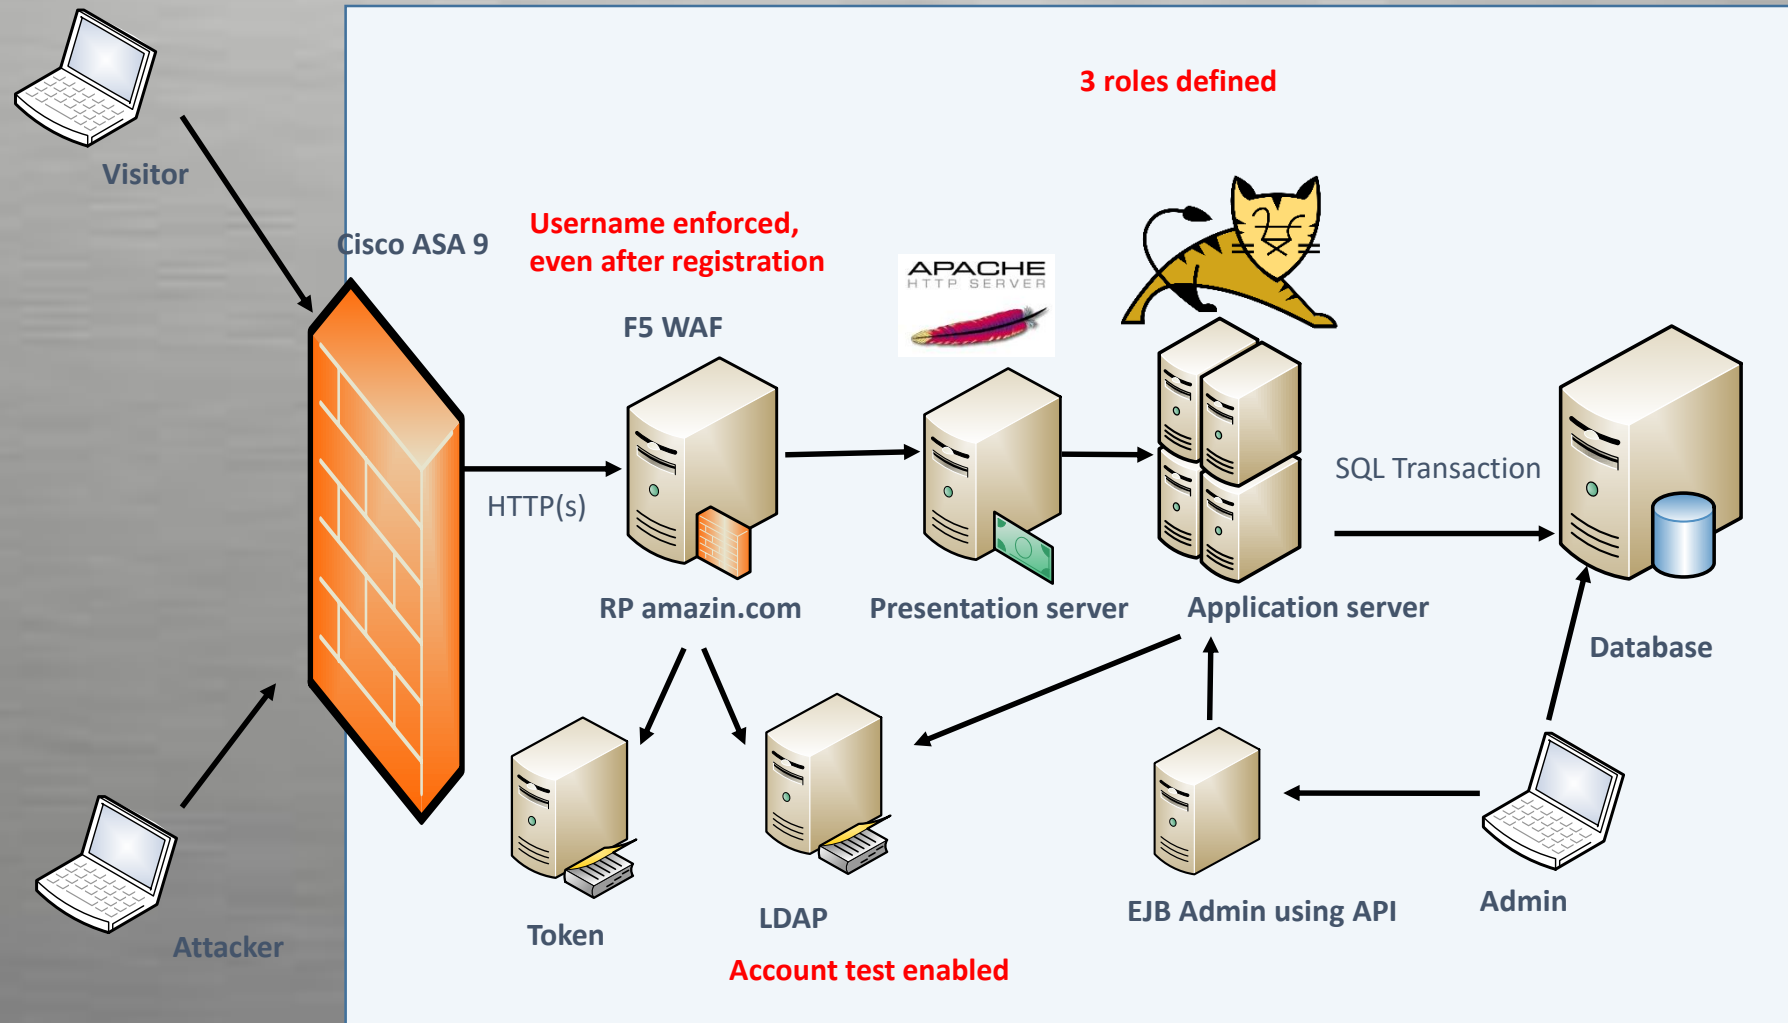 3 roles defined
Visitor
Username enforced,
even after registration
Cisco ASA 9
APACHE
HTTP SERVER
F5 WAF
SQL Transaction
HTTP(s)
RP amazin.com
Presentation server
Application server
Database
Token
LDAP
EJB Admin using API
Admin
Attacker
Account test enabled